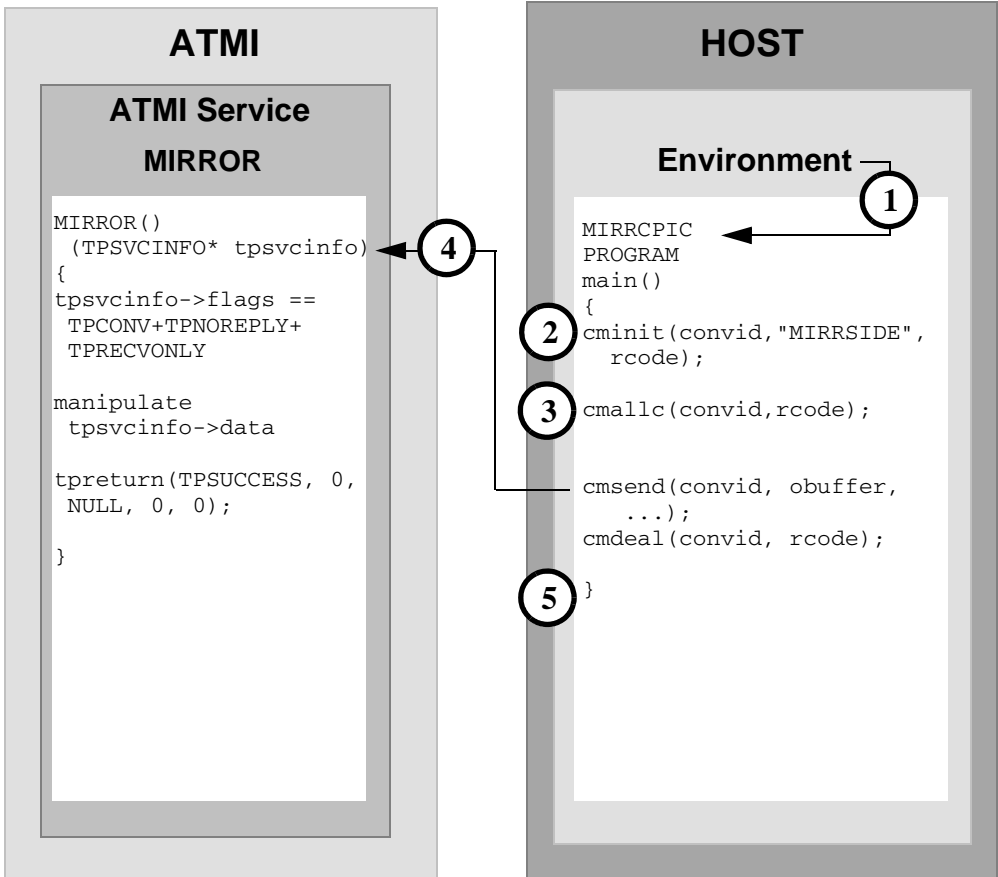 ATMI
ATMI Service
MIRROR
MIRROR()
(TPSVCINFO* tpsvcinfo)
{
tpsvcinfo->flags ==
TPCONV+TPNOREPLY+
TPRECVONLY
manipulate
tpsvcinfo->data
tpreturn(TPSUCCESS, 0,
NULL, 0, 0);
}
4
HOST
Environment
1
MIRRCPIC
PROGRAM
main()
{
2
cminit(convid,"MIRRSIDE",
rcode);
3
cmallc(convid,rcode);
cmsend(convid, obuffer,
...);
cmdeal(convid, rcode);
5
}